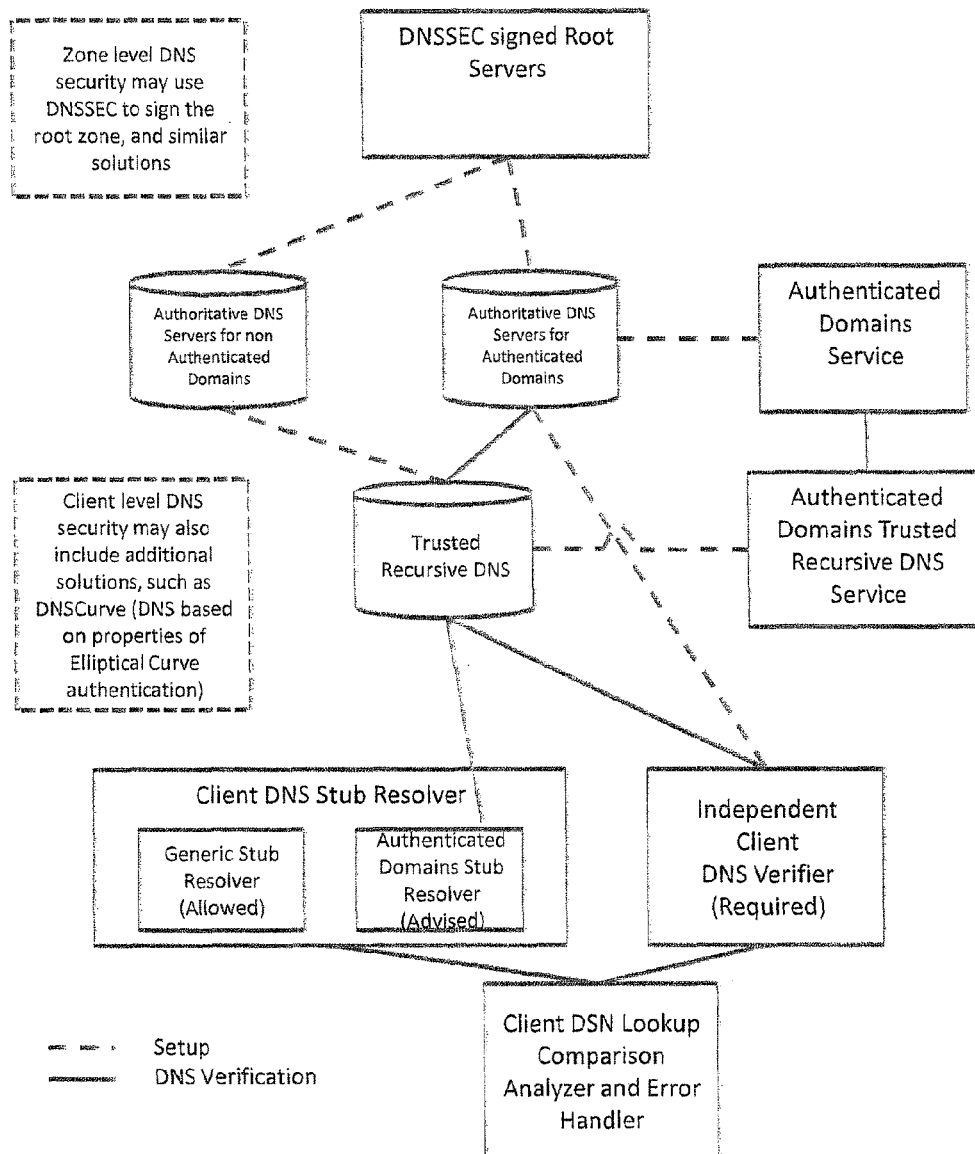 DNSSEC signed Root
Servers
Zone level DNS
security may use
DNSSEC to sign the
root zone, and similar
solutions
Authoritative DNS
Servers for non
Authenticated
Domains
Authoritative DNS
Servers for
Authenticated
Domains
Authenticated
Domains
Service
Client level DNS
security may also
include additional
solutions, such as
DNSCurve (DNS based
on properties of
Elliptical Curve
authentication)
Trusted
Recursive DNS
Authenticated
Domains Trusted
Recursive DNS
Service
Client DNS Stub Resolver
Generic Stub
Resolver
(Allowed)
Authenticated
Domains Stub
Resolver
(Advised)
Independent
Client
DNS Verifier
(Required)
Client DSN Lookup
Comparison
Analyzer and Error
Handler
Setup
DNS Verification